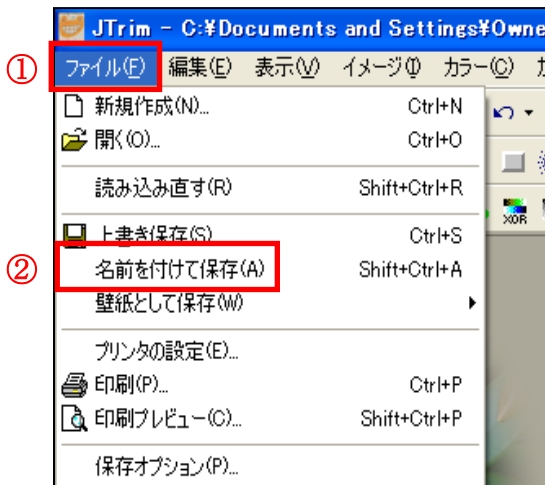 JTrim - C:¥Documents and Settings¥Owne
① ファイル(F) 編集(E) 表示(V) イメージ(I) カラー(C)
新規作成(N)... Ctrl+N
開く(O)... Ctrl+O
読み込み直す(R) Shift+Ctrl+R
XOR
上書き保存(S) Ctrl+S
② 名前を付けて保存(A) Shift+Ctrl+A
壁紙として保存(W)
プリンタの設定(E)...
印刷(P)... Ctrl+P
印刷プレビュー(C)... Shift+Ctrl+P
保存オプション(P)...